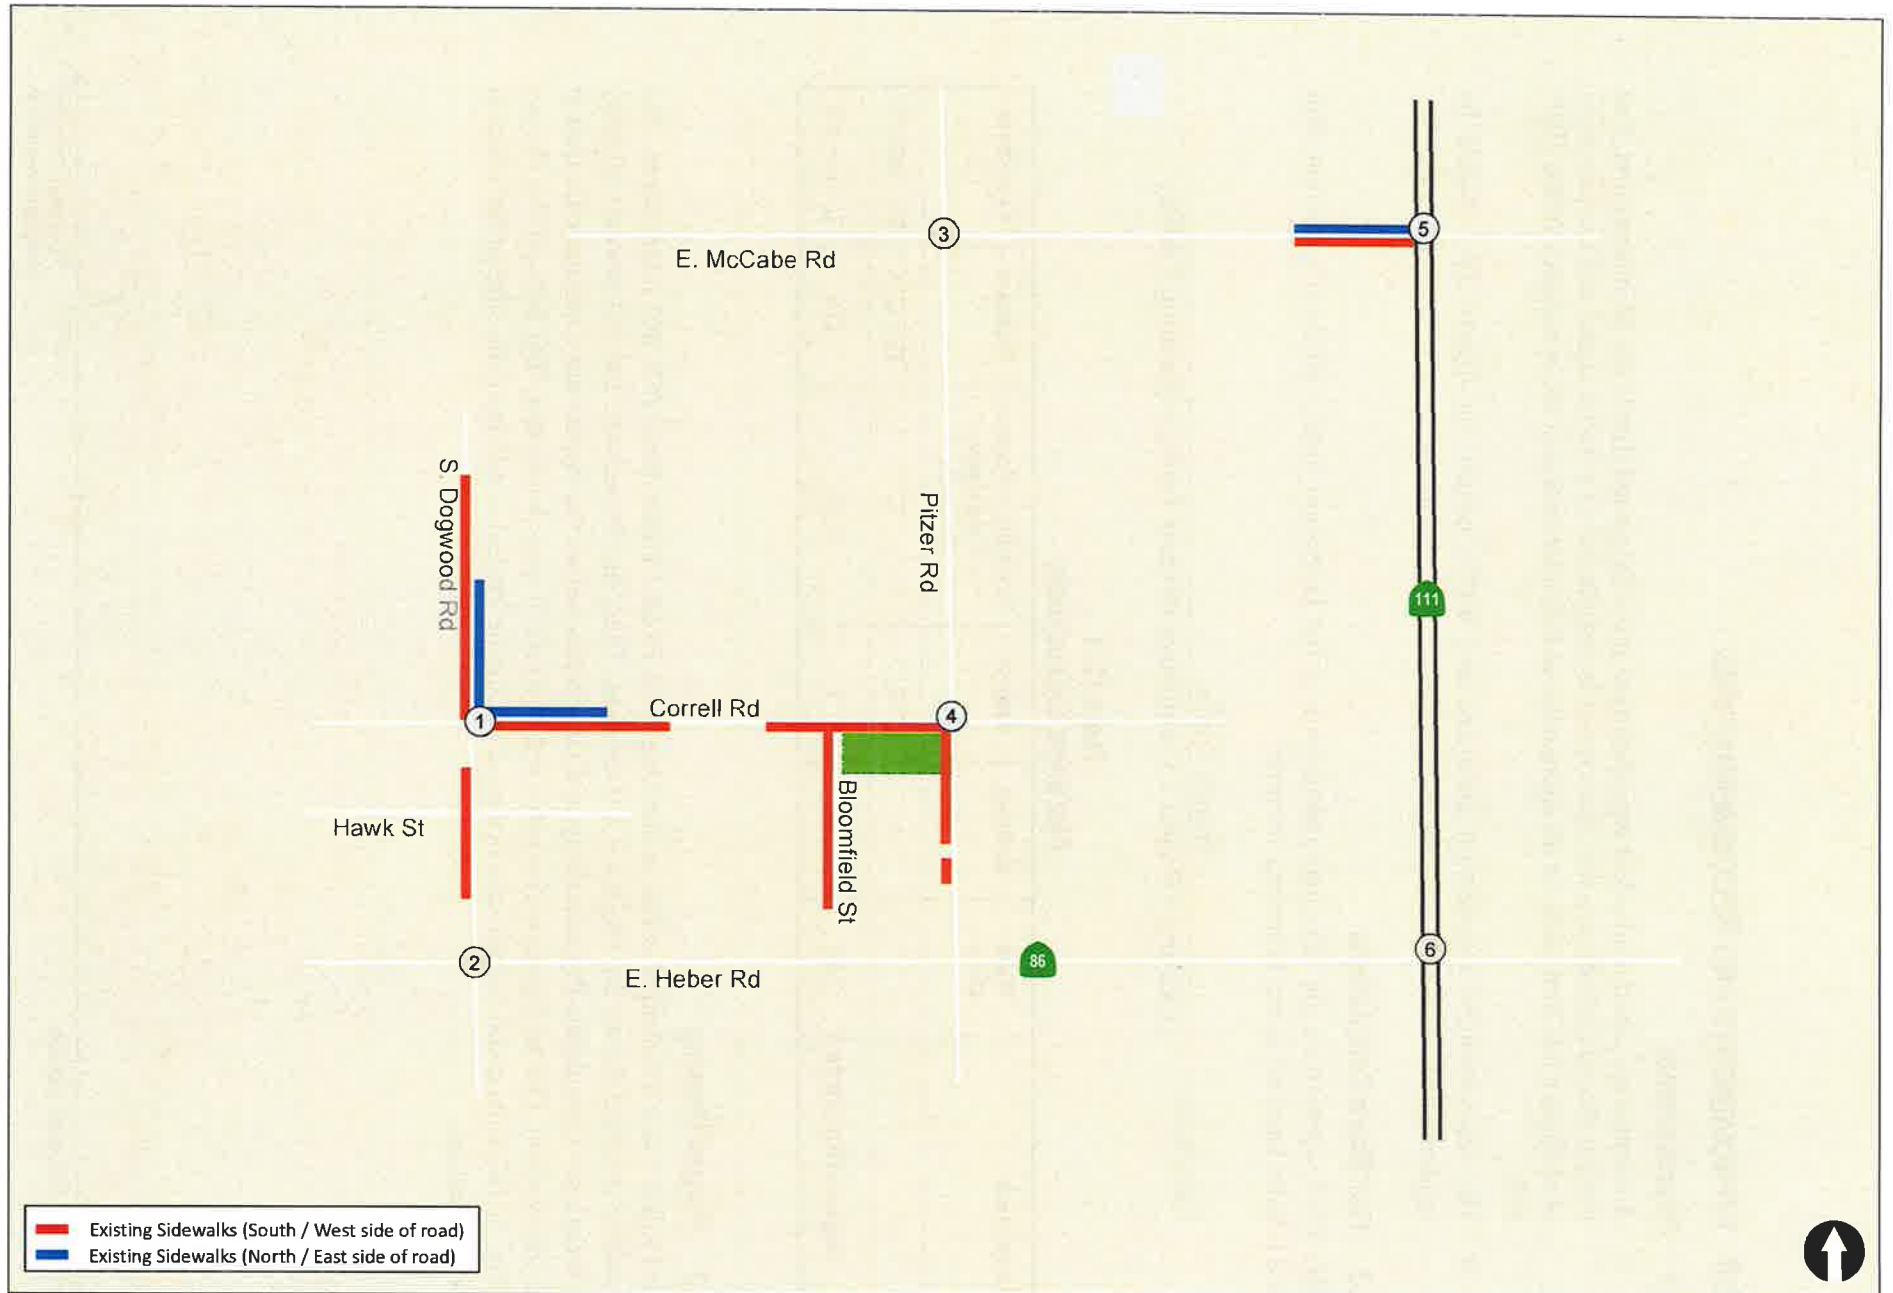 3
5
E. McCabe Rd
S. Dogwood Rd
Pitzer Rd
111
Correll Rd
1
4
Hawk St
Bloomfield St
2
E. Heber Rd
86
6
Existing Sidewalks (South / West side of road)
Existing Sidewalks (North / East side of road)